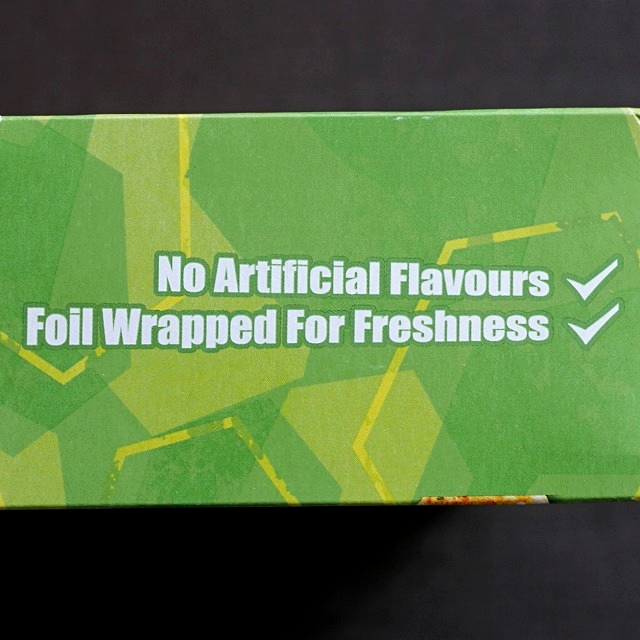 No Artificial Flavours ✓
Foil Wrapped For Freshness ✓